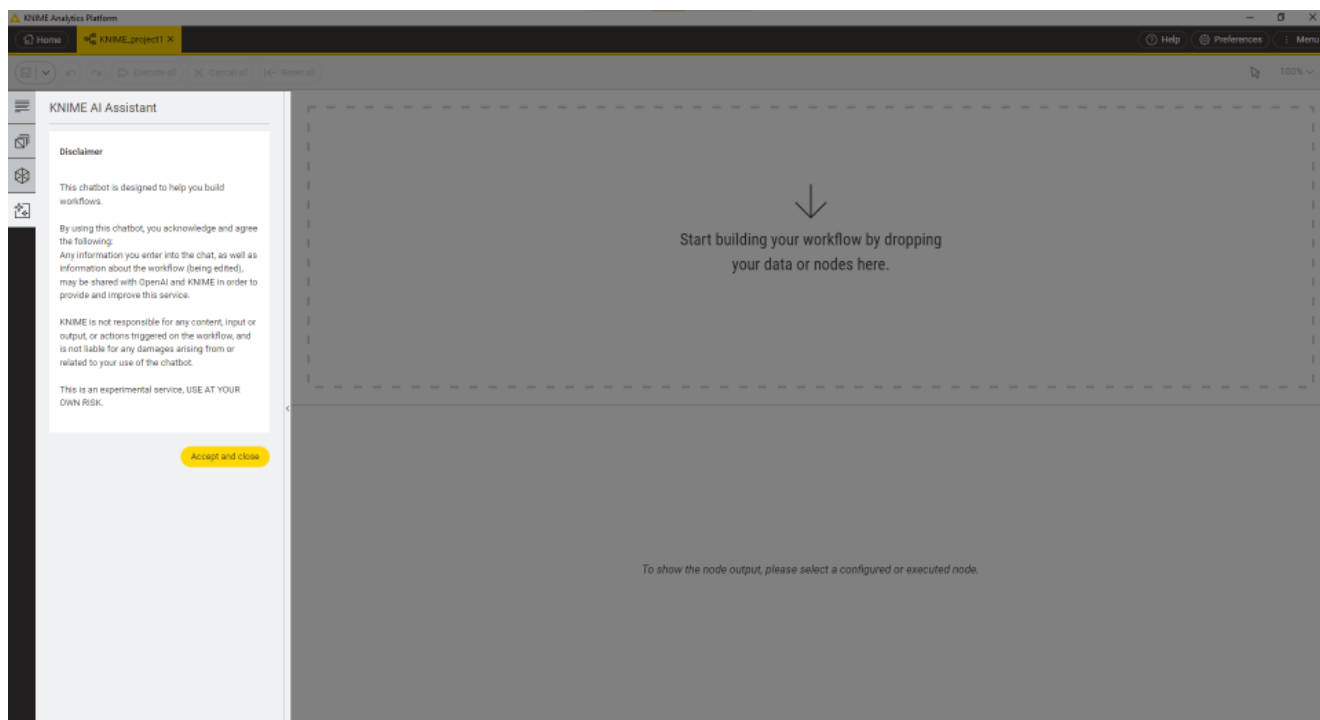 KNIME Analytics Platform
Home
KNIME_project1
Help
Preferences
Menu
Execute all
Cancel all
Reset all
100%
KNIME AI Assistant
Disclaimer
This chatbot is designed to help you build
workflows.
By using this chatbot, you acknowledge and agree
the following:
Any information you enter into the chat, as well as
information about the workflow (being edited),
may be shared with OpenAI and KNIME in order to
provide and improve this service.
KNIME is not responsible for any content, input or
output, or actions triggered on the workflow, and
is not liable for any damages arising from or
related to your use of the chatbot.
This is an experimental service, USE AT YOUR
OWN RISK.
Accept and close
Start building your workflow by dropping
your data or nodes here.
To show the node output, please select a configured or executed node.